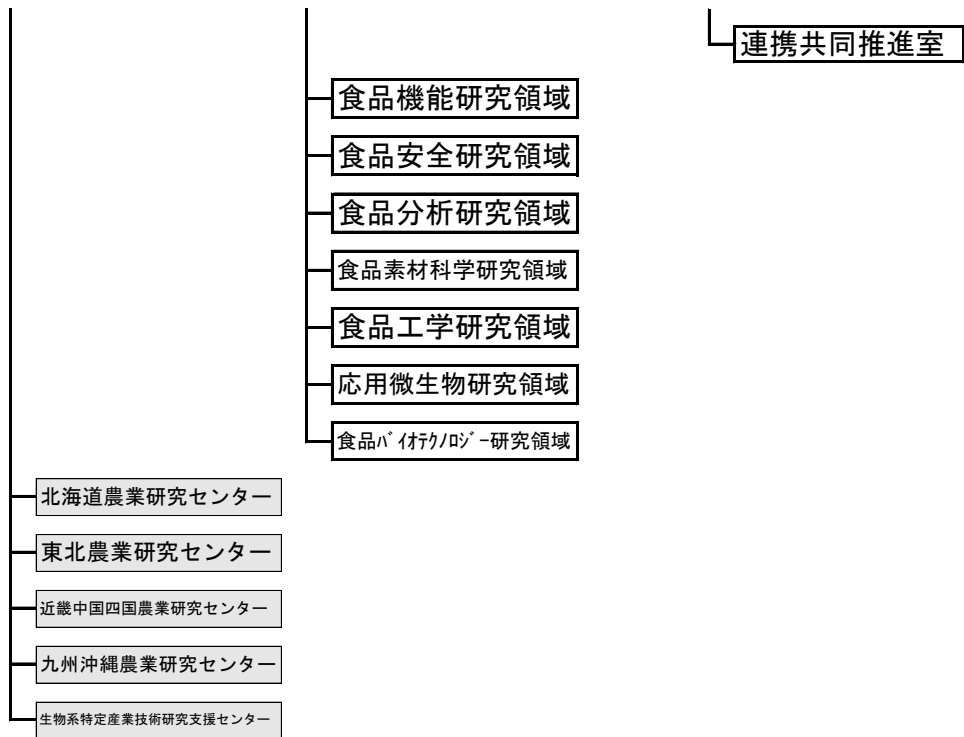 連携共同推進室
食品機能研究領域
食品安全研究領域
食品分析研究領域
食品素材科学研究領域
食品工学研究領域
応用微生物研究領域
食品ﾊﾞｲｵﾃｸﾉﾛｼﾞｰ研究領域
北海道農業研究センター
東北農業研究センター
近畿中国四国農業研究センター
九州沖縄農業研究センター
生物系特定産業技術研究支援センター